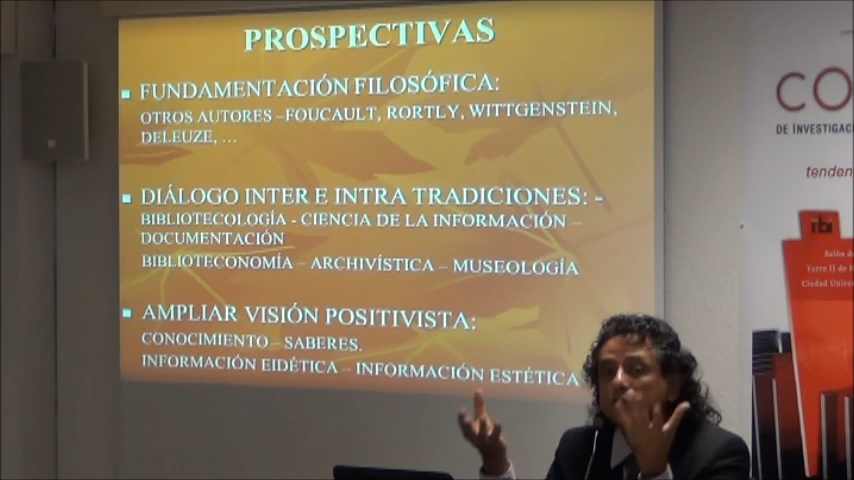 PROSPECTIVAS
FUNDAMENTACIÓN FILOSÓFICA:
OTROS AUTORES –FOUCAULT, RORTLY, WITTGENSTEIN,
DELEUZE, ...
DIÁLOGO INTER E INTRA TRADICIONES: -
BIBLIOTECOLOGÍA - CIENCIA DE LA INFORMACIÓN –
DOCUMENTACIÓN
BIBLIOTECONOMÍA – ARCHIVÍSTICA – MUSEOLOGÍA
AMPLIAR VISIÓN POSITIVISTA:
CONOCIMIENTO – SABERES.
INFORMACIÓN EIDÉTICA – INFORMACIÓN ESTÉTICA
CO
DE INVESTIGAC
tenden
Salón de
Torre II de H
Ciudad Univer